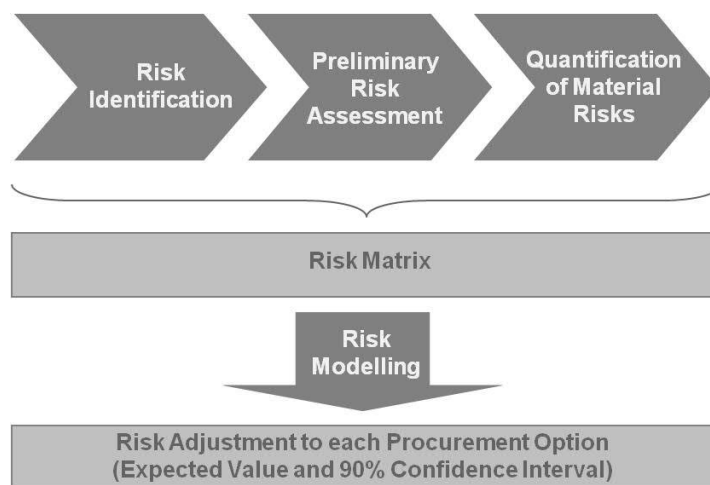 Risk
Identification
Preliminary
Risk
Assessment
Quantification
of Material
Risks
Risk Matrix
Risk
Modelling
Risk Adjustment to each Procurement Option
(Expected Value and 90% Confidence Interval)